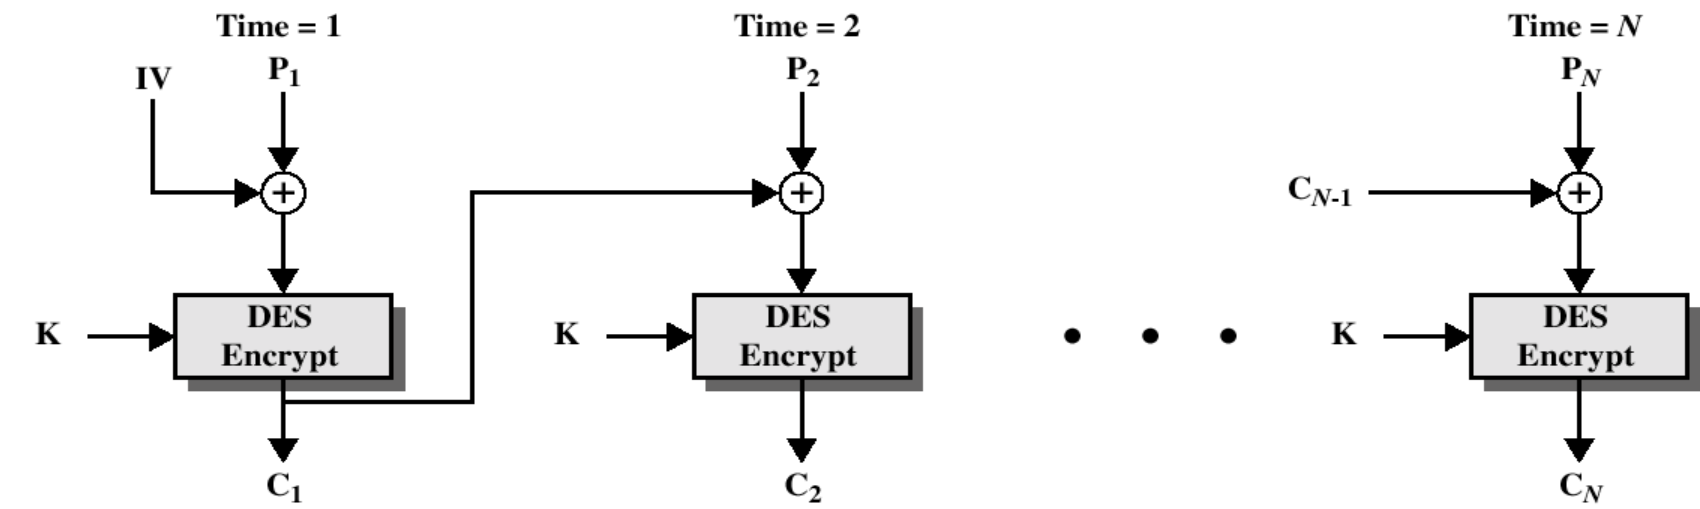 Time = 1
Time = 2
Time = N
IV
P1
P2
PN
+
+
CN-1
+
K
DES
Encrypt
K
DES
Encrypt
• • •
K
DES
Encrypt
C1
C2
CN